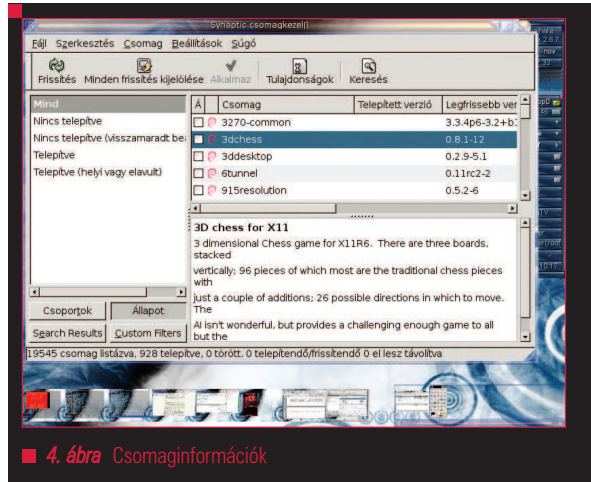 Synaptic csomagkezelő
Fájl Szerkesztés Csomag Beállítások Súgó
Frissítés Minden frissítés kijelölése Alkalmaz Tulajdonságok Keresés
Mind
Nincs telepítve
Nincs telepítve (visszamaradt be
Telepítve
Telepítve (helyi vagy elavult)
Á Csomag Telepített verzió Legfrissebb ver
3270-common 3.3.4p6-3.2+b1
3dchess 0.8.1-12
3ddesktop 0.2.9-5.1
6tunnel 0.11rc2-2
915resolution 0.5.2-6
3D chess for X11
3 dimensional Chess game for X11R6. There are three boards,
stacked
vertically; 96 pieces of which most are the traditional chess pieces
with
just a couple of additions; 26 possible directions in which to move.
The
AI isn't wonderful, but provides a challenging enough game to all
but the
Csoportok Állapot
Search Results Custom Filters
19545 csomag listázva, 928 telepítve, 0 törött. 0 telepítendő/frissítendő 0 el lesz távolítva
4. ábra Csomaginformációk